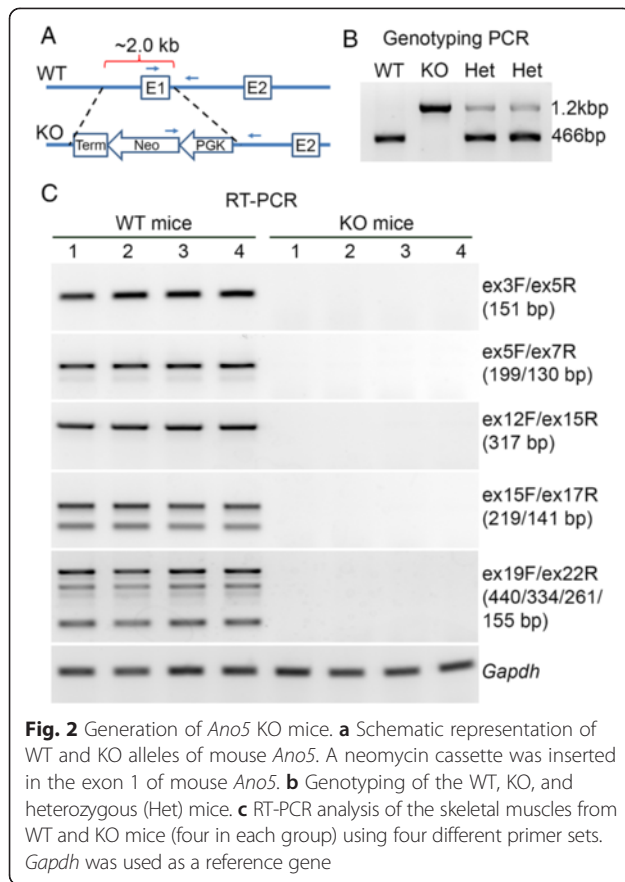 A
~2.0 kb
WT
E1
E2
KO
Term
Neo
PGK
E2
B
Genotyping PCR
WT KO Het Het
1.2kbp
466bp
C
RT-PCR
WT mice KO mice
1 2 3 4 1 2 3 4
ex3F/ex5R
(151 bp)
ex5F/ex7R
(199/130 bp)
ex12F/ex15R
(317 bp)
ex15F/ex17R
(219/141 bp)
ex19F/ex22R
(440/334/261/
155 bp)
Gapdh
Fig. 2 Generation of Ano5 KO mice. a Schematic representation of
WT and KO alleles of mouse Ano5. A neomycin cassette was inserted
in the exon 1 of mouse Ano5. b Genotyping of the WT, KO, and
heterozygous (Het) mice. c RT-PCR analysis of the skeletal muscles from
WT and KO mice (four in each group) using four different primer sets.
Gapdh was used as a reference gene